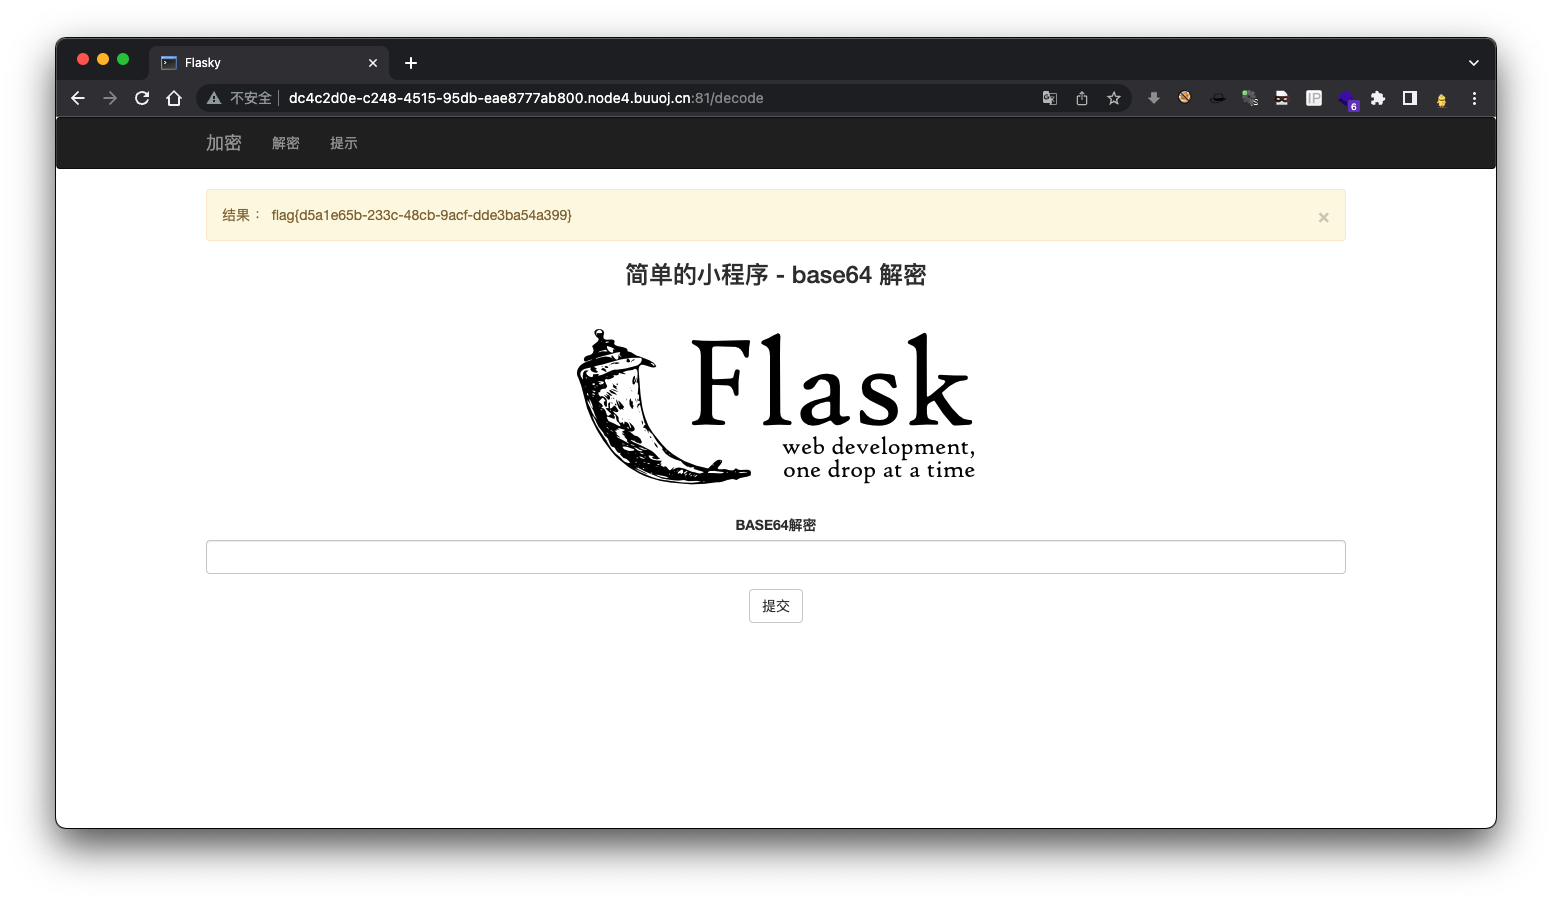 Flasky
不安全 dc4c2d0e-c248-4515-95db-eae8777ab800.node4.buuoj.cn:81/decode
IP
6
加密 解密 提示
结果 : flag{d5a1e65b-233c-48cb-9acf-dde3ba54a399} ×
简单的小程序 - base64 解密
Flask
web development,
one drop at a time
BASE64解密
提交